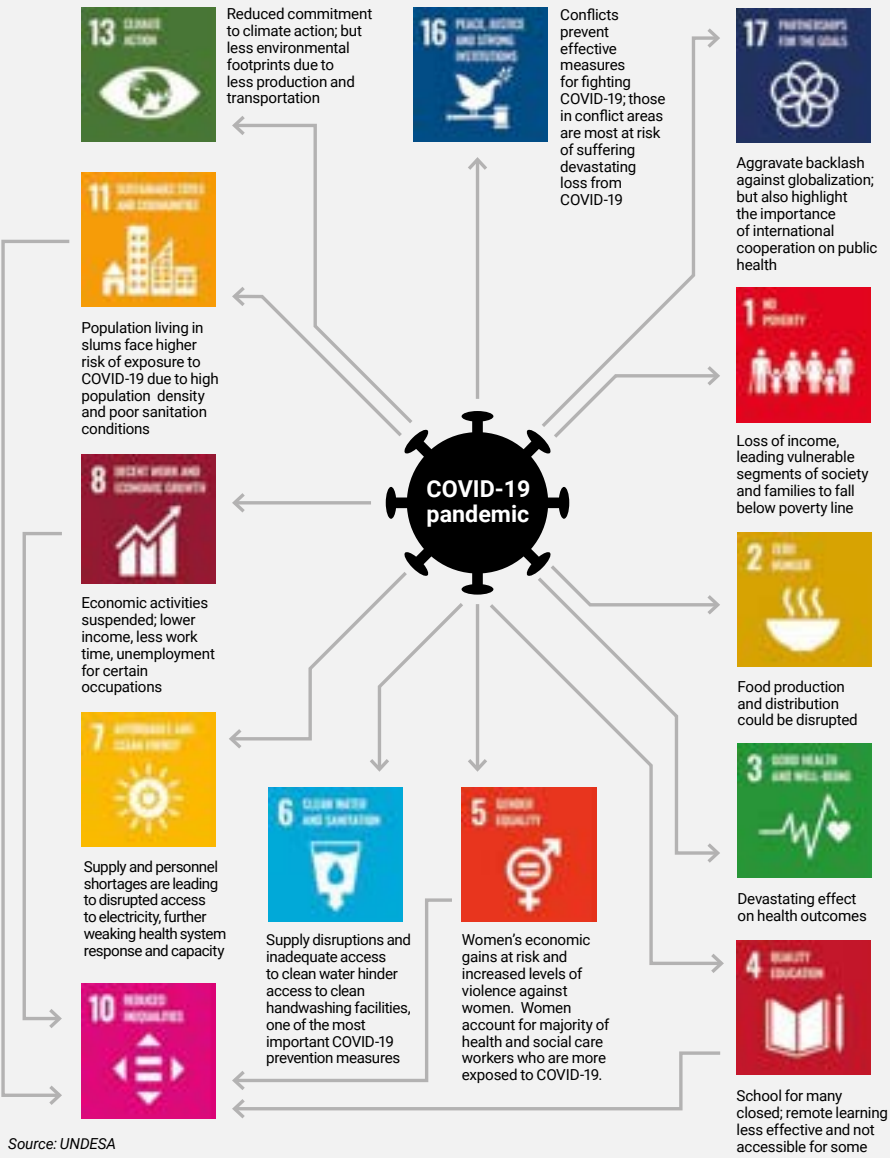 13 CLIMATE
ACTION
Reduced commitment
to climate action; but
less environmental
footprints due to
less production and
transportation
16 PEACE, JUSTICE
AND STRONG
INSTITUTIONS
Conflicts
prevent
effective
measures
for fighting
COVID-19; those
in conflict areas
are most at risk
of suffering
devastating
loss from
COVID-19
17 PARTNERSHIPS
FOR THE GOALS
Aggravate backlash
against globalization;
but also highlight
the importance
of international
cooperation on public
health
11 SUSTAINABLE CITIES
AND COMMUNITIES
Population living in
slums face higher
risk of exposure to
COVID-19 due to high
population density
and poor sanitation
conditions
1 NO
POVERTY
Loss of income,
leading vulnerable
segments of society
and families to fall
below poverty line
8 DECENT WORK AND
ECONOMIC GROWTH
Economic activities
suspended; lower
income, less work
time, unemployment
for certain
occupations
COVID-19
pandemic
2 ZERO
HUNGER
Food production
and distribution
could be disrupted
7 AFFORDABLE AND
CLEAN ENERGY
Supply and personnel
shortages are leading
to disrupted access
to electricity, further
weaking health system
response and capacity
3 GOOD HEALTH
AND WELL-BEING
Devastating effect
on health outcomes
6 CLEAN WATER
AND SANITATION
Supply disruptions and
inadequate access
to clean water hinder
access to clean
handwashing facilities,
one of the most
important COVID-19
prevention measures
5 GENDER
EQUALITY
Women's economic
gains at risk and
increased levels of
violence against
women. Women
account for majority of
health and social care
workers who are more
exposed to COVID-19.
4 QUALITY
EDUCATION
School for many
closed; remote learning
less effective and not
accessible for some
10 REDUCED
INEQUALITIES
Source: UNDESA